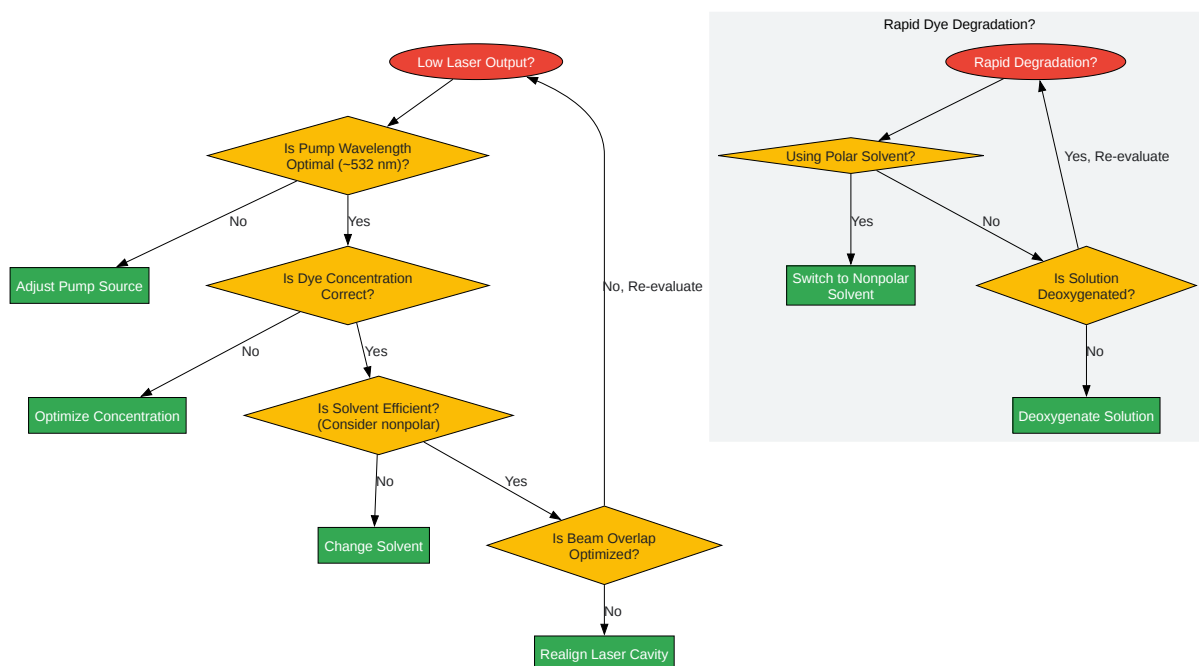 Rapid Dye Degradation?
Low Laser Output?
Rapid Degradation?
Is Pump Wavelength
Optimal (~532 nm)?
Using Polar Solvent?
Yes, Re-evaluate
No
Yes
Yes
No
Adjust Pump Source
Is Dye Concentration
Correct?
No, Re-evaluate
Switch to Nonpolar
Solvent
Is Solution
Deoxygenated?
No
Yes
No
Optimize Concentration
Is Solvent Efficient?
(Consider nonpolar)
Deoxygenate Solution
No
Yes
Change Solvent
Is Beam Overlap
Optimized?
No
Realign Laser Cavity